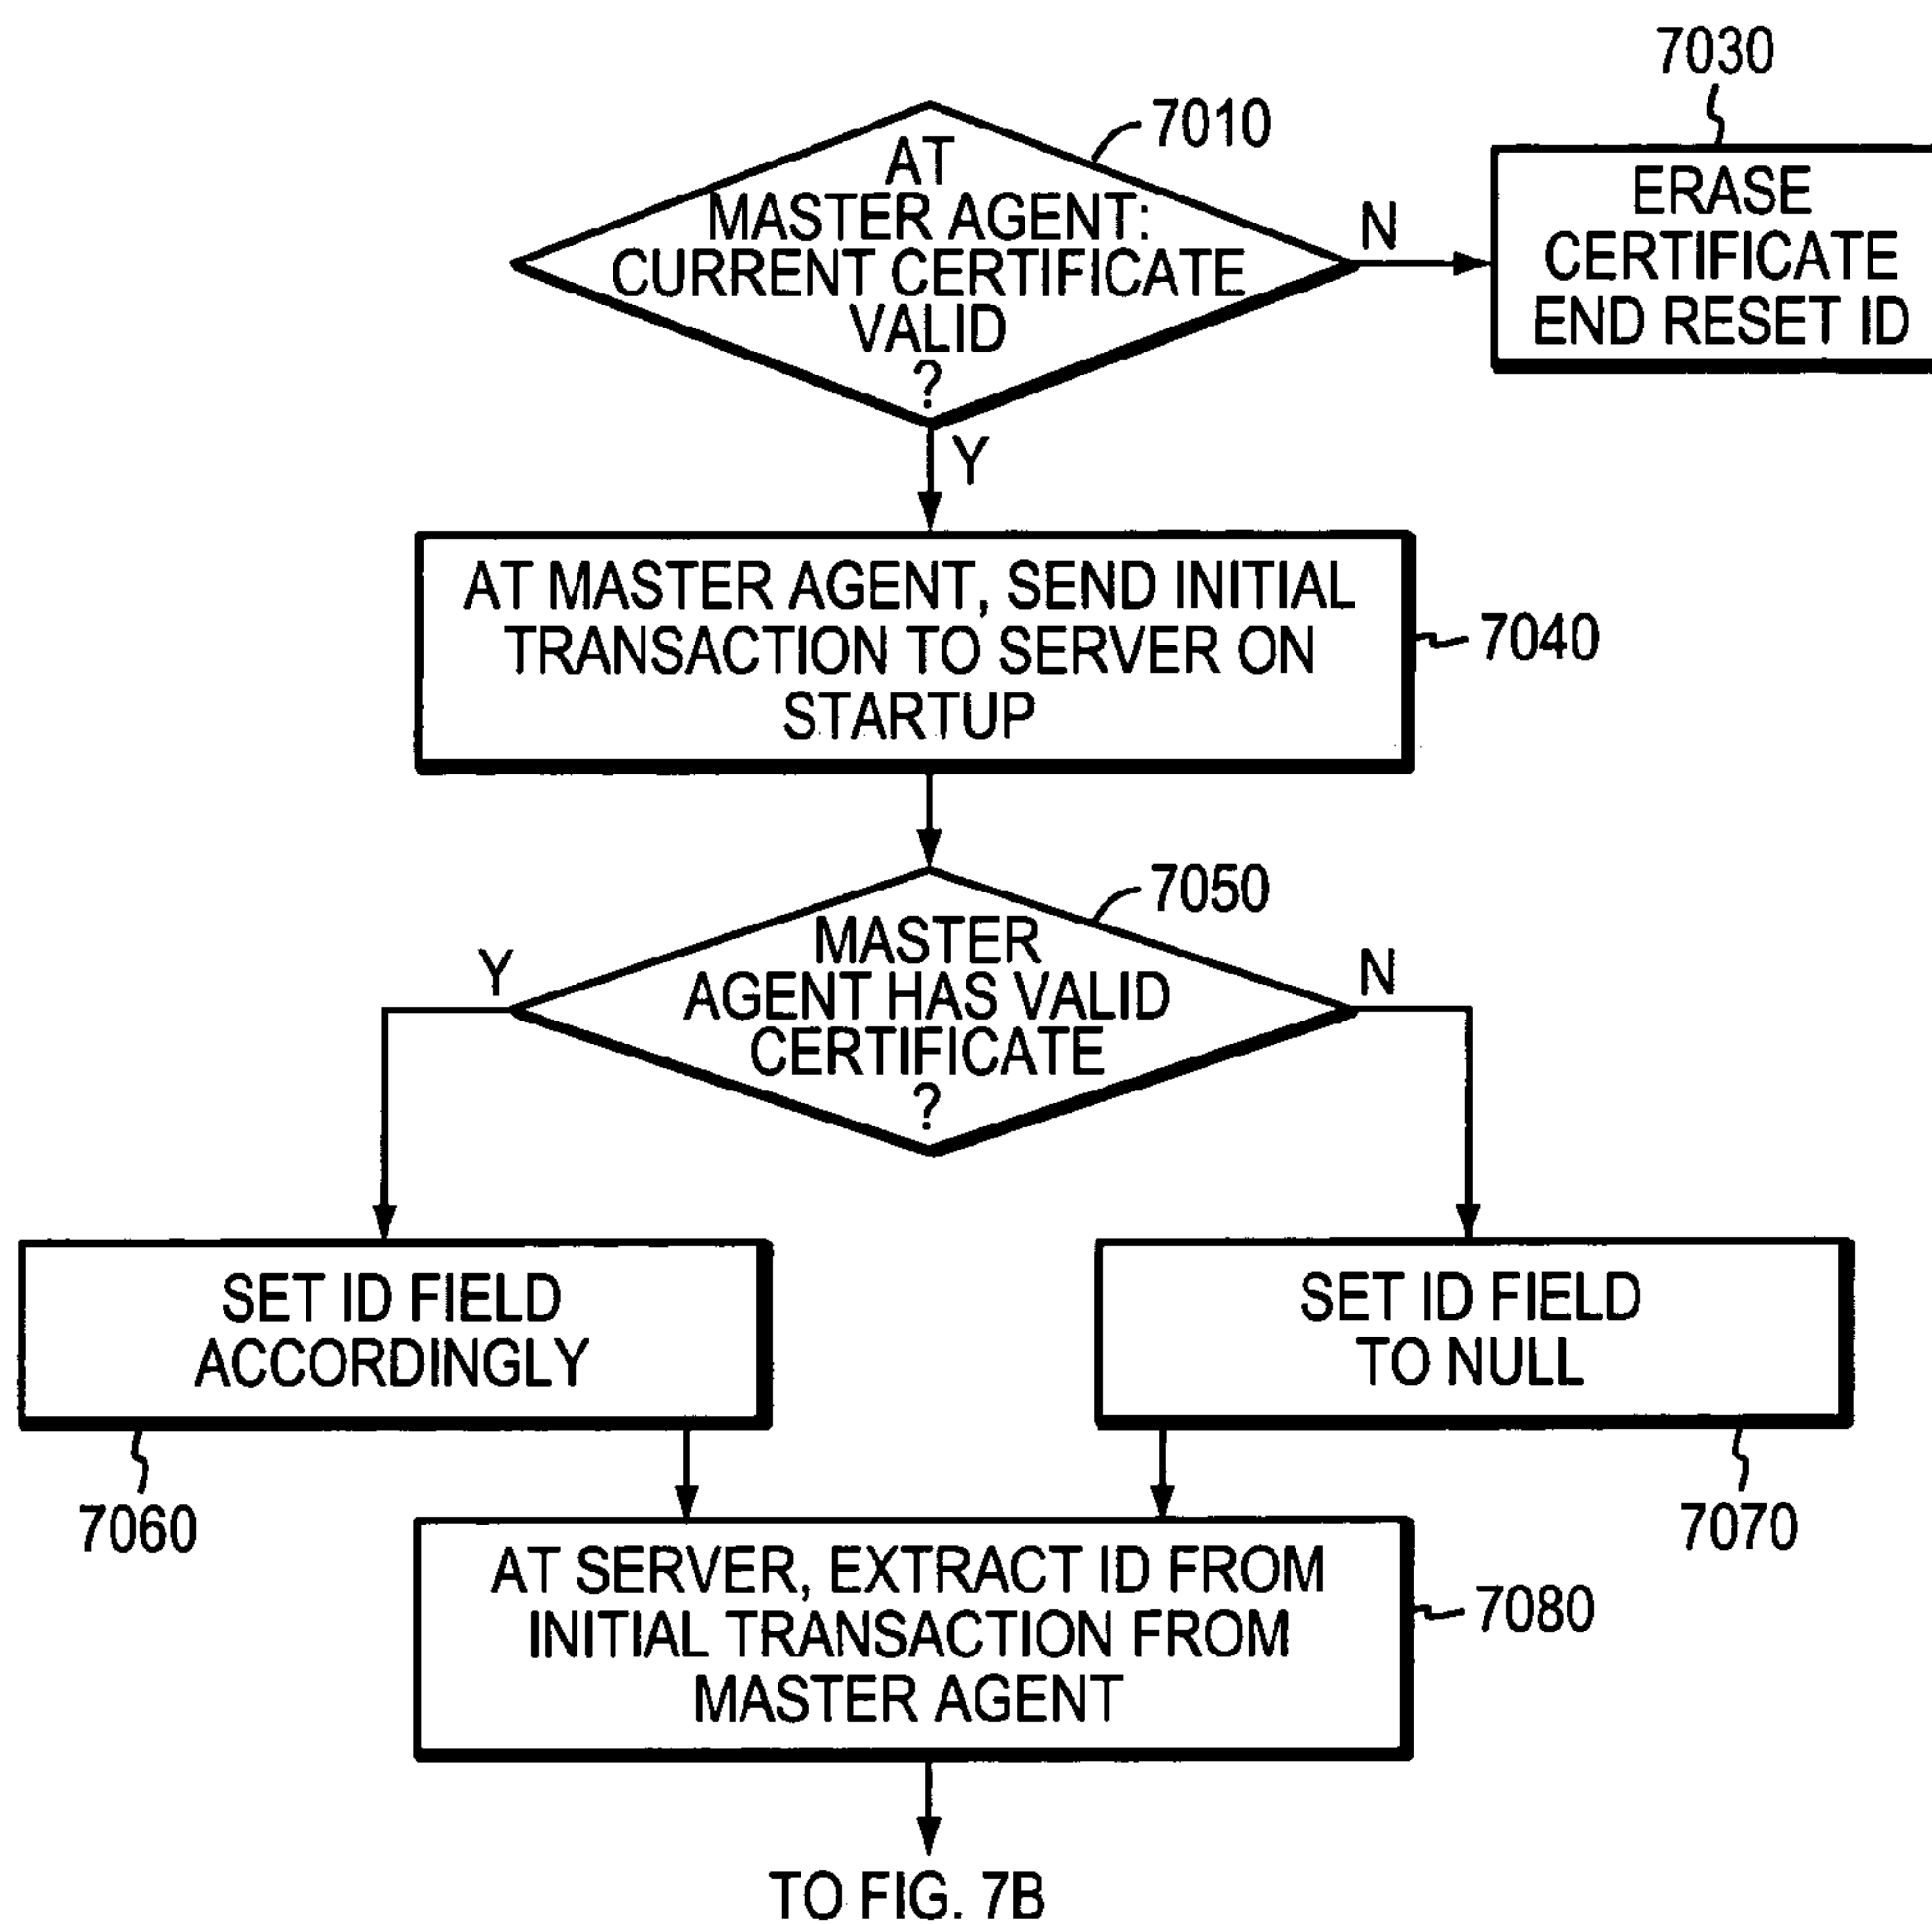 7030
7010
AT
MASTER AGENT:
CURRENT CERTIFICATE
VALID
?
N
ERASE
CERTIFICATE
END RESET ID
Y
AT MASTER AGENT, SEND INITIAL
TRANSACTION TO SERVER ON
STARTUP
7040
7050
MASTER
AGENT HAS VALID
CERTIFICATE
?
Y
N
SET ID FIELD
ACCORDINGLY
SET ID FIELD
TO NULL
7060
7070
AT SERVER, EXTRACT ID FROM
INITIAL TRANSACTION FROM
MASTER AGENT
7080
TO FIG. 7B